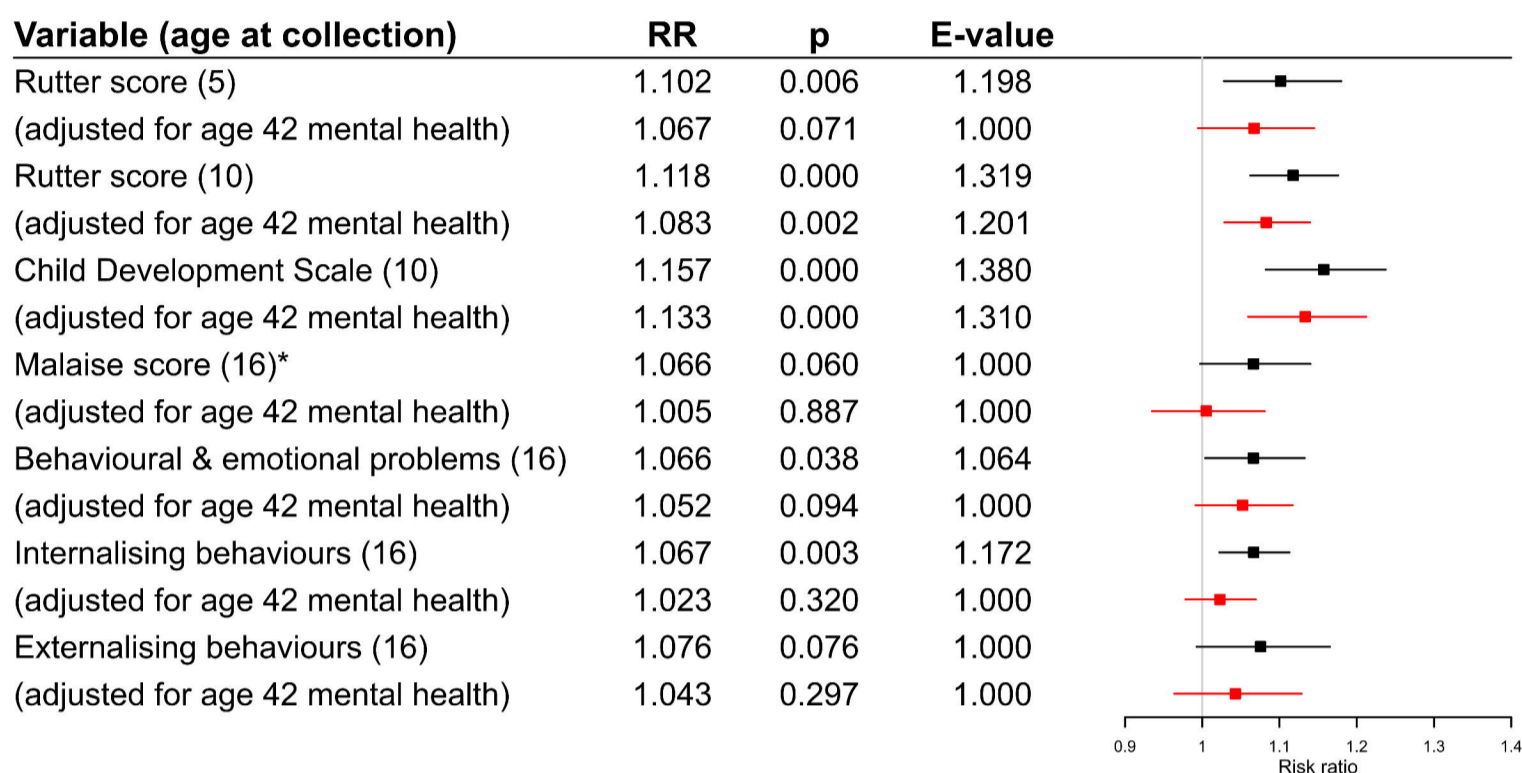 Variable (age at collection) RR p E-value
Rutter score (5) 1.102 0.006 1.198
(adjusted for age 42 mental health) 1.067 0.071 1.000
Rutter score (10) 1.118 0.000 1.319
(adjusted for age 42 mental health) 1.083 0.002 1.201
Child Development Scale (10) 1.157 0.000 1.380
(adjusted for age 42 mental health) 1.133 0.000 1.310
Malaise score (16)* 1.066 0.060 1.000
(adjusted for age 42 mental health) 1.005 0.887 1.000
Behavioural & emotional problems (16) 1.066 0.038 1.064
(adjusted for age 42 mental health) 1.052 0.094 1.000
Internalising behaviours (16) 1.067 0.003 1.172
(adjusted for age 42 mental health) 1.023 0.320 1.000
Externalising behaviours (16) 1.076 0.076 1.000
(adjusted for age 42 mental health) 1.043 0.297 1.000
0.9 1 1.1 1.2 1.3 1.4
Risk ratio